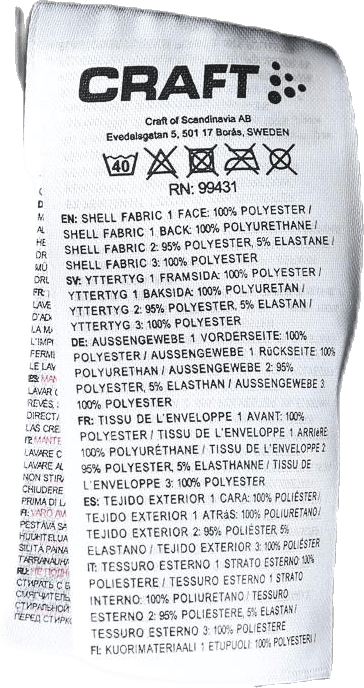 CRAFT
Craft of Scandinavia AB
Evedalsgatan 5, 501 17 Borås, SWEDEN
40
RN: 99431
EN: SHELL FABRIC 1 FACE: 100% POLYESTER /
SHELL FABRIC 1 BACK: 100% POLYURETHANE /
SHELL FABRIC 2: 95% POLYESTER, 5% ELASTANE /
SHELL FABRIC 3: 100% POLYESTER
SV: YTTERTYG 1 FRAMSIDA: 100% POLYESTER /
YTTERTYG 1 BAKSIDA: 100% POLYURETAN /
YTTERTYG 2: 95% POLYESTER, 5% ELASTAN /
YTTERTYG 3: 100% POLYESTER
DE: AUSSENGEWEBE 1 VORDERSEITE: 100%
POLYESTER / AUSSENGEWEBE 1 RüCKSEITE: 100%
POLYURETHAN / AUSSENGEWEBE 2: 95%
POLYESTER, 5% ELASTHAN / AUSSENGEWEBE 3:
100% POLYESTER
FR: TISSU DE L'ENVELOPPE 1 AVANT: 100%
POLYESTER / TISSU DE L'ENVELOPPE 1 ARRIèRE:
100% POLYURÉTHANE / TISSU DE L'ENVELOPPE 2:
95% POLYESTER, 5% ELASTHANNE / TISSU DE
L'ENVELOPPE 3: 100% POLYESTER
ES: TEJIDO EXTERIOR 1 CARA: 100% POLIÉSTER /
TEJIDO EXTERIOR 1 ATRáS: 100% POLIURETANO /
TEJIDO EXTERIOR 2: 95% POLIÉSTER, 5%
ELASTANO / TEJIDO EXTERIOR 3: 100% POLIÉSTER
IT: TESSURO ESTERNO 1 STRATO ESTERNO: 100%
POLIESTERE / TESSURO ESTERNO 1 STRATO
INTERNO: 100% POLIURETANO / TESSURO
ESTERNO 2: 95% POLIESTERE, 5% ELASTAN /
TESSURO ESTERNO 3: 100% POLIESTERE
FI: KUORIMATERIAALI 1 ETUPUOLI: 100% POLYESTERI /